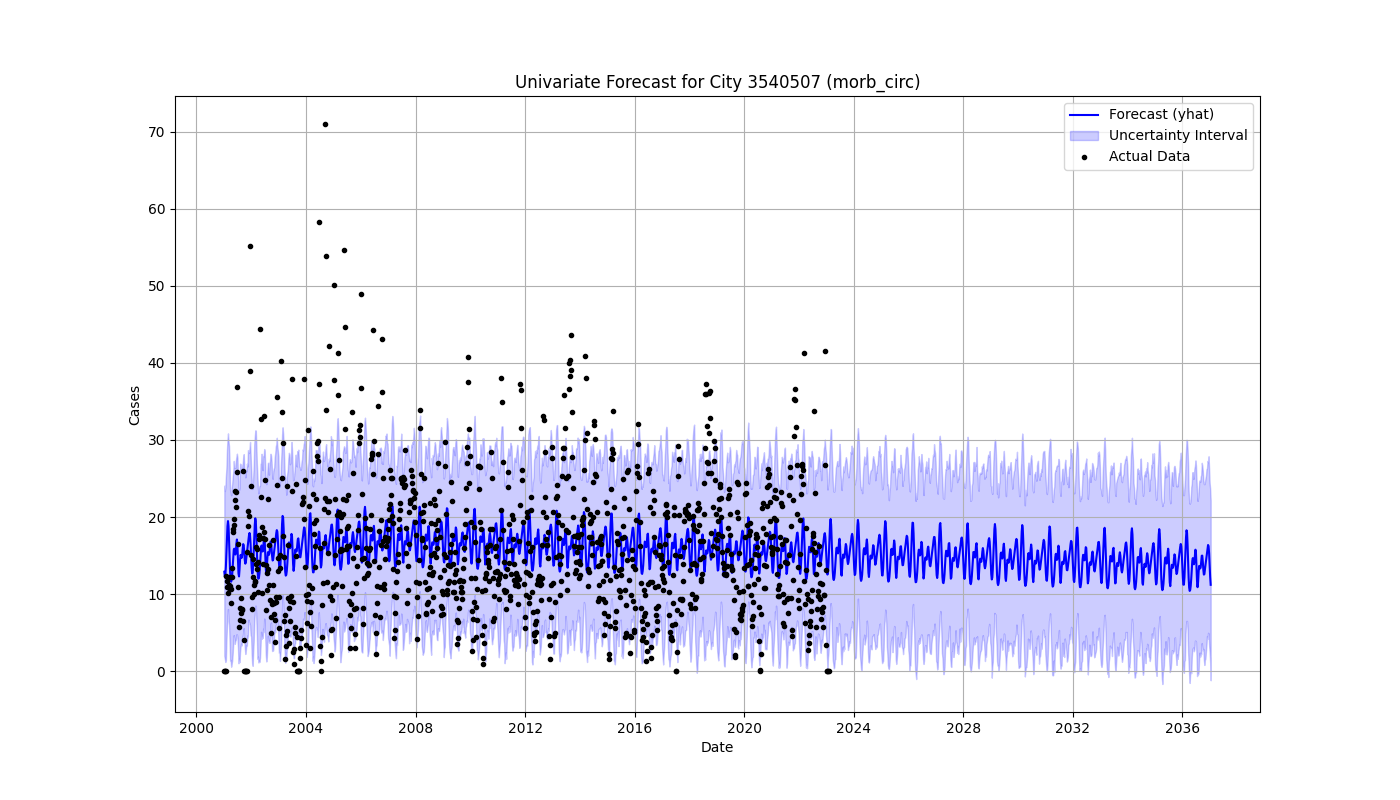 Univariate Forecast for City 3540507 (morb_circ)
Forecast (yhat)
Uncertainty Interval
Actual Data
70
60
50
40
30
20
10
0
Cases
2000 2004 2008 2012 2016 2020 2024 2028 2032 2036
Date